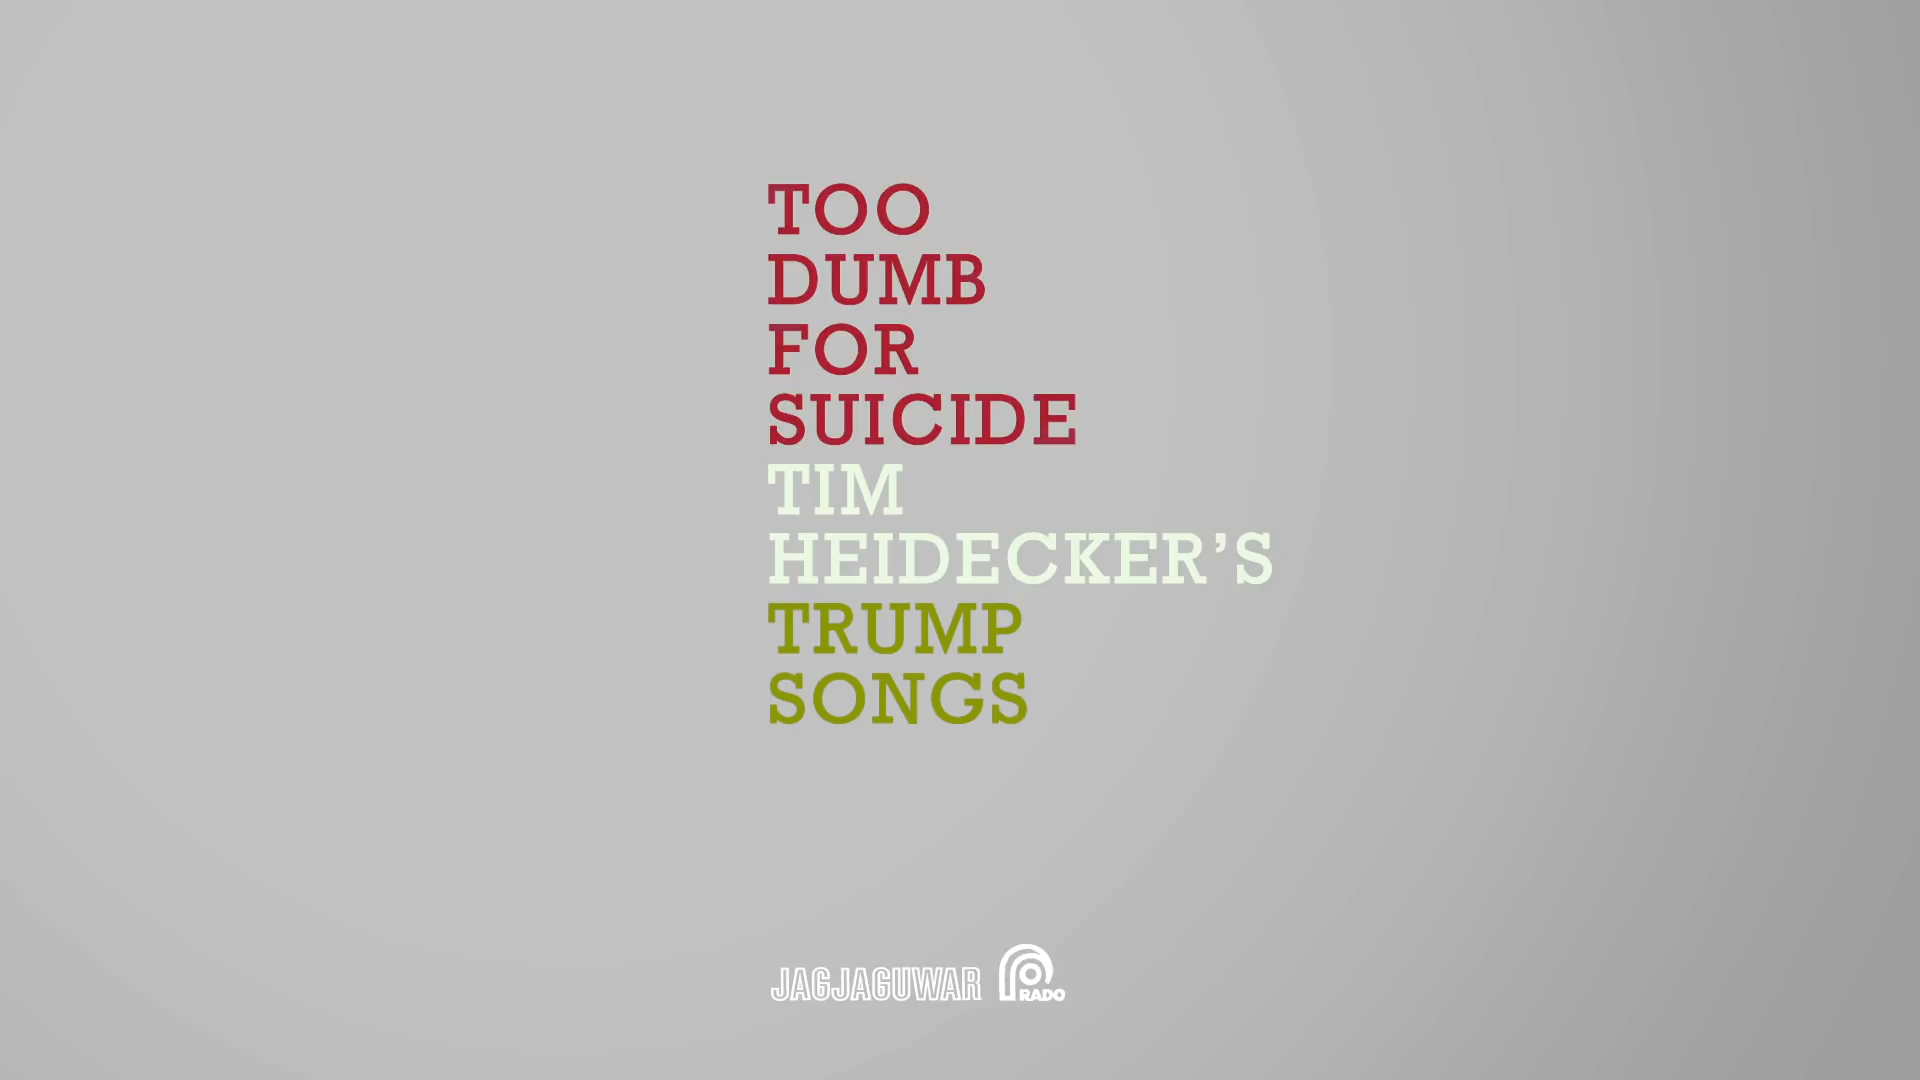 TOO
DUMB
FOR
SUICIDE
TIM
HEIDECKER’S
TRUMP
SONGS
JAGJAGUWAR RADO